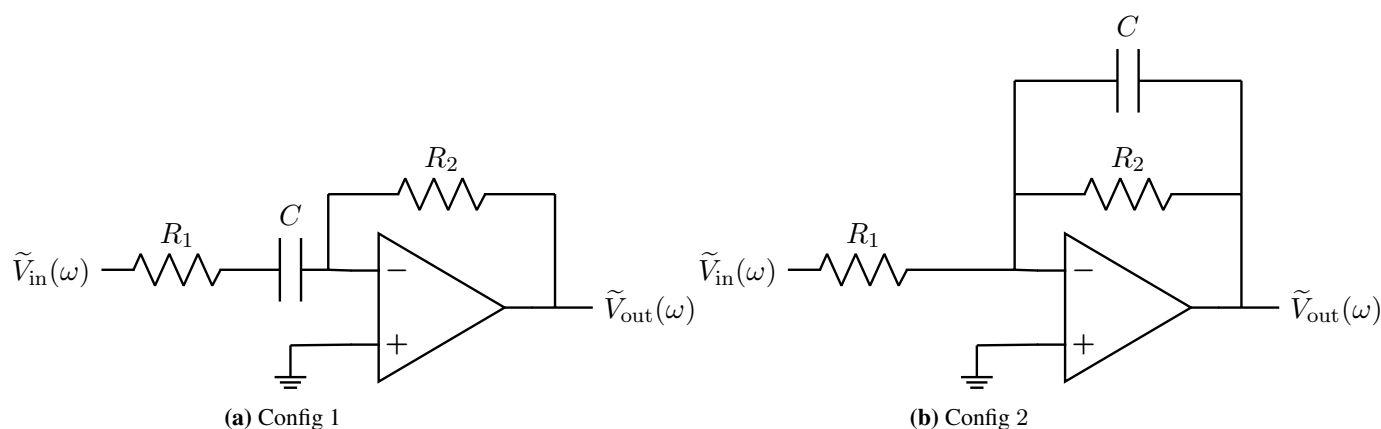 C
R₂
R₁
C
Ṽin(ω)
−
+
Ṽout(ω)
(a) Config 1
C
R₂
R₁
Ṽin(ω)
−
+
Ṽout(ω)
(b) Config 2